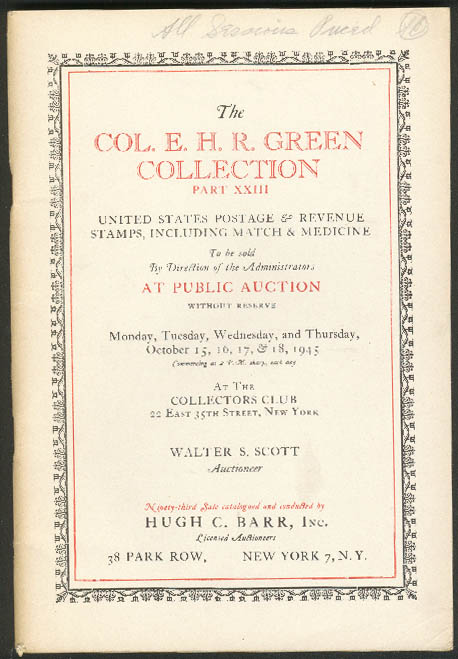 All Sessions Priced
The
COL. E. H. R. GREEN
COLLECTION
PART XXIII
UNITED STATES POSTAGE & REVENUE
STAMPS, INCLUDING MATCH & MEDICINE
To be sold
By Direction of the Administrators
AT PUBLIC AUCTION
WITHOUT RESERVE
Monday, Tuesday, Wednesday, and Thursday,
October 15, 16, 17, & 18, 1945
Commencing at 2 P. M. sharp, each day
AT THE
COLLECTORS CLUB
22 EAST 35TH STREET, NEW YORK
WALTER S. SCOTT
Auctioneer
Ninety-third Sale catalogued and conducted by
HUGH C. BARR, INC.
Licensed Auctioneers
38 PARK ROW, NEW YORK 7, N.Y.